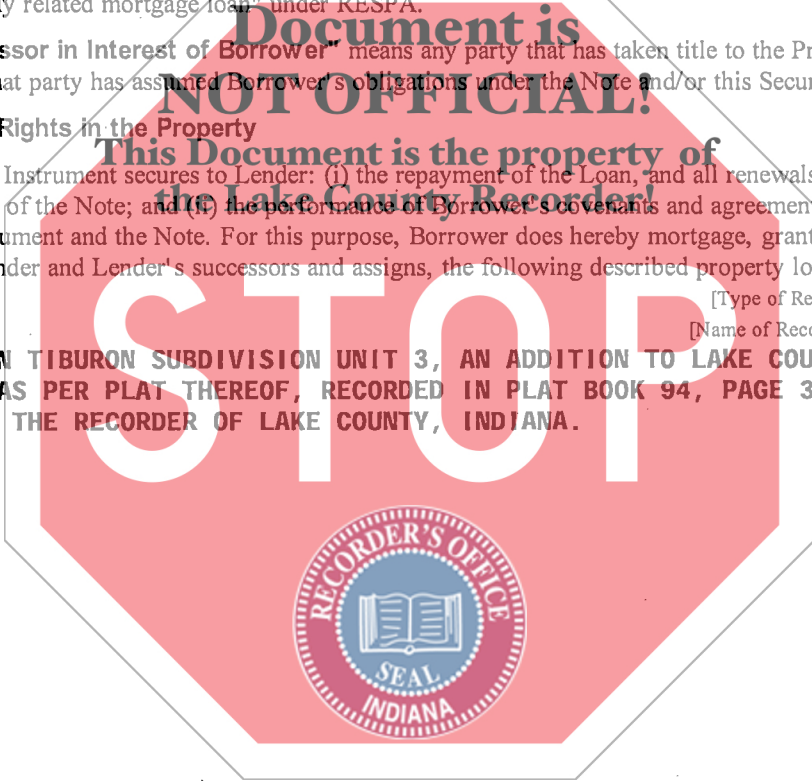 y related mortgage loan" under RESPA.
Document is
ssor in Interest of Borrower" means any party that has taken title to the Pr
at party has assumed Borrower's obligations under the Note and/or this Secur
NOT OFFICIAL!
Rights in the Property
This Document is the property of
Instrument secures to Lender: (i) the repayment of the Loan, and all renewals
the Lake County Recorder!
of the Note; and (ii) the performance of Borrower's covenants and agreemen
ument and the Note. For this purpose, Borrower does hereby mortgage, grant
nder and Lender's successors and assigns, the following described property lo
[Type of Re
[Name of Reco
N TIBURON SUBDIVISION UNIT 3, AN ADDITION TO LAKE COU
AS PER PLAT THEREOF, RECORDED IN PLAT BOOK 94, PAGE 3
THE RECORDER OF LAKE COUNTY, INDIANA.
STOP
RECORDER'S OFFICE
SEAL
INDIANA